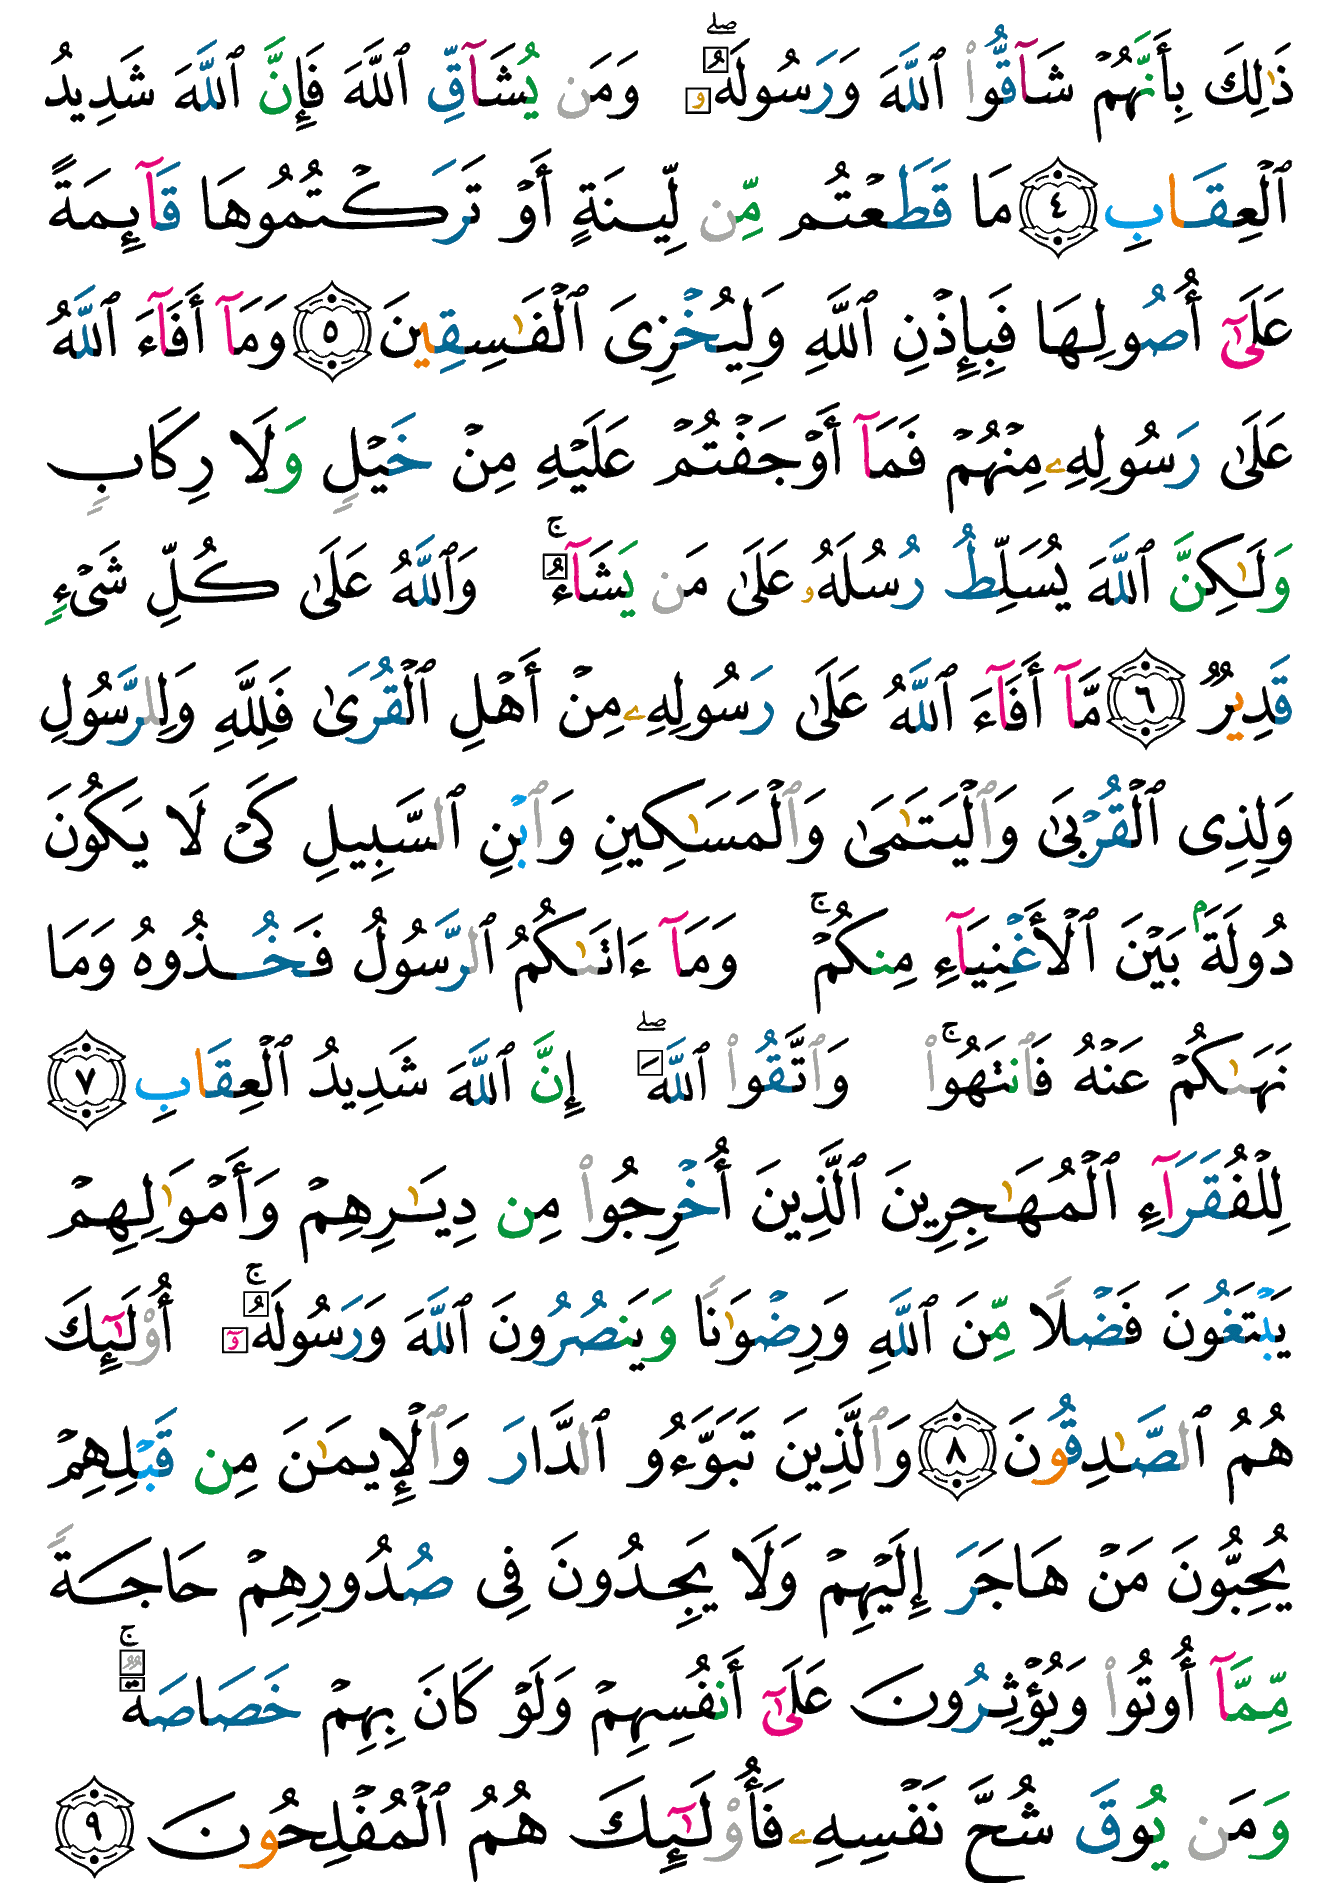 ذَٰلِكَ بِأَنَّهُمْ شَآقُّوا۟ ٱللَّهَ وَرَسُولَهُۥ ۖ وَمَن يُشَآقِّ ٱللَّهَ فَإِنَّ ٱللَّهَ شَدِيدُ
ٱلْعِقَابِ ٤ مَا قَطَعْتُم مِّن لِّينَةٍ أَوْ تَرَكْتُمُوهَا قَآئِمَةً
عَلَىٰٓ أُصُولِهَا فَبِإِذْنِ ٱللَّهِ وَلِيُخْزِىَ ٱلْفَـٰسِقِينَ ٥ وَمَآ أَفَآءَ ٱللَّهُ
عَلَىٰ رَسُولِهِۦ مِنْهُمْ فَمَآ أَوْجَفْتُمْ عَلَيْهِ مِنْ خَيْلٍ وَلَا رِكَابٍ
وَلَـٰكِنَّ ٱللَّهَ يُسَلِّطُ رُسُلَهُۥ عَلَىٰ مَن يَشَآءُ ۚ وَٱللَّهُ عَلَىٰ كُلِّ شَىْءٍ
قَدِيرٌ ٦ مَّآ أَفَآءَ ٱللَّهُ عَلَىٰ رَسُولِهِۦ مِنْ أَهْلِ ٱلْقُرَىٰ فَلِلَّهِ وَلِلرَّسُولِ
وَلِذِى ٱلْقُرْبَىٰ وَٱلْيَتَـٰمَىٰ وَٱلْمَسَـٰكِينِ وَٱبْنِ ٱلسَّبِيلِ كَىْ لَا يَكُونَ
دُولَةًۢ بَيْنَ ٱلْأَغْنِيَآءِ مِنكُمْ ۚ وَمَآ ءَاتَىٰكُمُ ٱلرَّسُولُ فَخُذُوهُ وَمَا
نَهَىٰكُمْ عَنْهُ فَٱنتَهُوا۟ ۚ وَٱتَّقُوا۟ ٱللَّهَ ۖ إِنَّ ٱللَّهَ شَدِيدُ ٱلْعِقَابِ ٧
لِلْفُقَرَآءِ ٱلْمُهَـٰجِرِينَ ٱلَّذِينَ أُخْرِجُوا۟ مِن دِيَـٰرِهِمْ وَأَمْوَٰلِهِمْ
يَبْتَغُونَ فَضْلًا مِّنَ ٱللَّهِ وَرِضْوَٰنًا وَيَنصُرُونَ ٱللَّهَ وَرَسُولَهُۥٓ ۚ أُو۟لَـٰٓئِكَ
هُمُ ٱلصَّـٰدِقُونَ ٨ وَٱلَّذِينَ تَبَوَّءُو ٱلدَّارَ وَٱلْإِيمَـٰنَ مِن قَبْلِهِمْ
يُحِبُّونَ مَنْ هَاجَرَ إِلَيْهِمْ وَلَا يَجِدُونَ فِى صُدُورِهِمْ حَاجَةً
مِّمَّآ أُوتُوا۟ وَيُؤْثِرُونَ عَلَىٰٓ أَنفُسِهِمْ وَلَوْ كَانَ بِهِمْ خَصَاصَةٌ ۚ
وَمَن يُوقَ شُحَّ نَفْسِهِۦ فَأُو۟لَـٰٓئِكَ هُمُ ٱلْمُفْلِحُونَ ٩